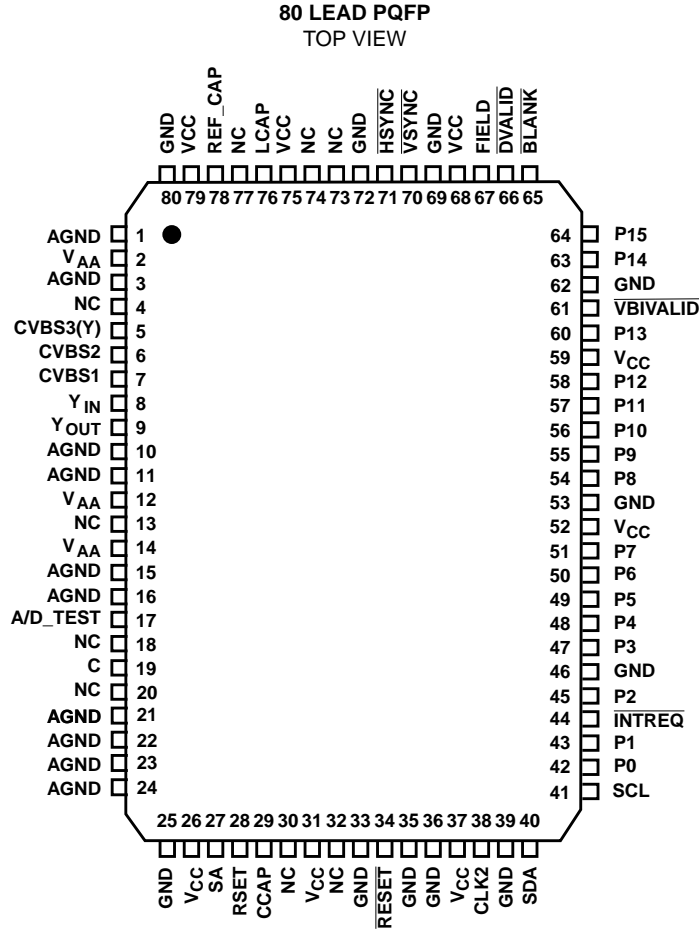 80 LEAD PQFP
TOP VIEW
GND
VCC
REF_CAP
NC
LCAP
VCC
NC
NC
GND
HSYNC
VSYNC
GND
VCC
FIELD
DVALID
BLANK
80 79 78 77 76 75 74 73 72 71 70 69 68 67 66 65
AGND 1
VAA 2
AGND 3
NC 4
CVBS3(Y) 5
CVBS2 6
CVBS1 7
Y IN 8
YOUT 9
AGND 10
AGND 11
VAA 12
NC 13
VAA 14
AGND 15
AGND 16
A/D_TEST 17
NC 18
C 19
NC 20
AGND 21
AGND 22
AGND 23
AGND 24
64 P15
63 P14
62 GND
61 VBIVALID
60 P13
59 VCC
58 P12
57 P11
56 P10
55 P9
54 P8
53 GND
52 VCC
51 P7
50 P6
49 P5
48 P4
47 P3
46 GND
45 P2
44 INTREQ
43 P1
42 P0
41 SCL
25 26 27 28 29 30 31 32 33 34 35 36 37 38 39 40
GND
VCC
SA
RSET
CCAP
NC
VCC
NC
GND
RESET
GND
GND
VCC
CLK2
GND
SDA